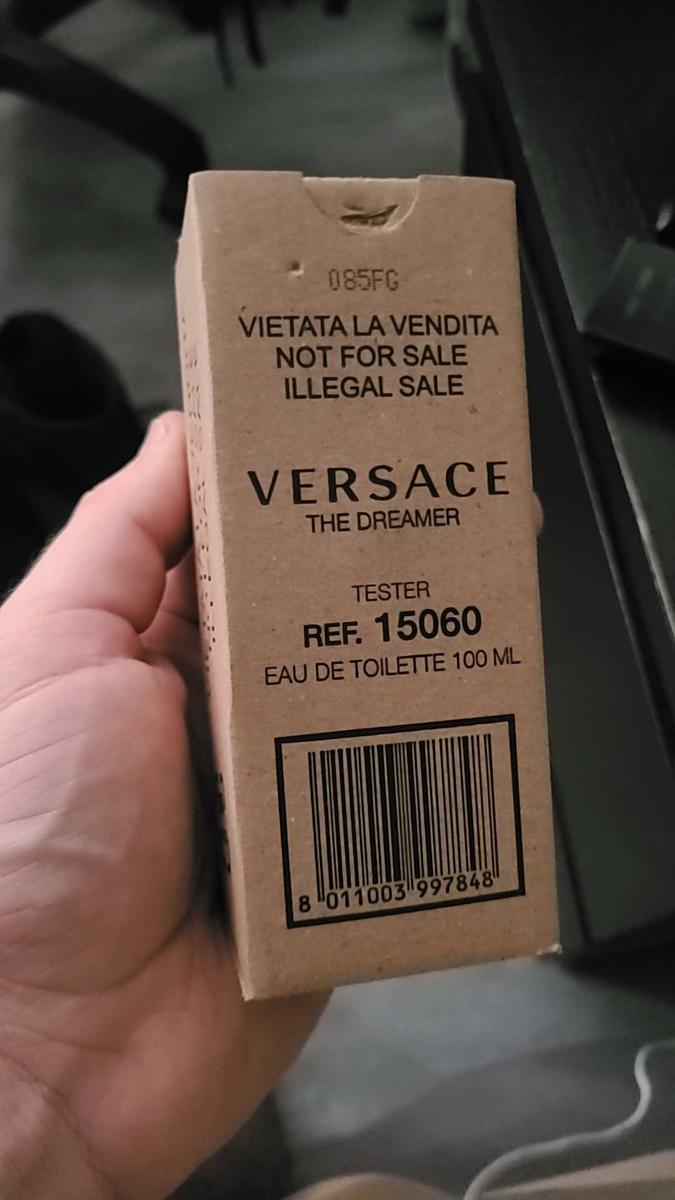 085FG
VIETATA LA VENDITA
NOT FOR SALE
ILLEGAL SALE
VERSACE
THE DREAMER
TESTER
REF. 15060
EAU DE TOILETTE 100 ML
8 011003 997848